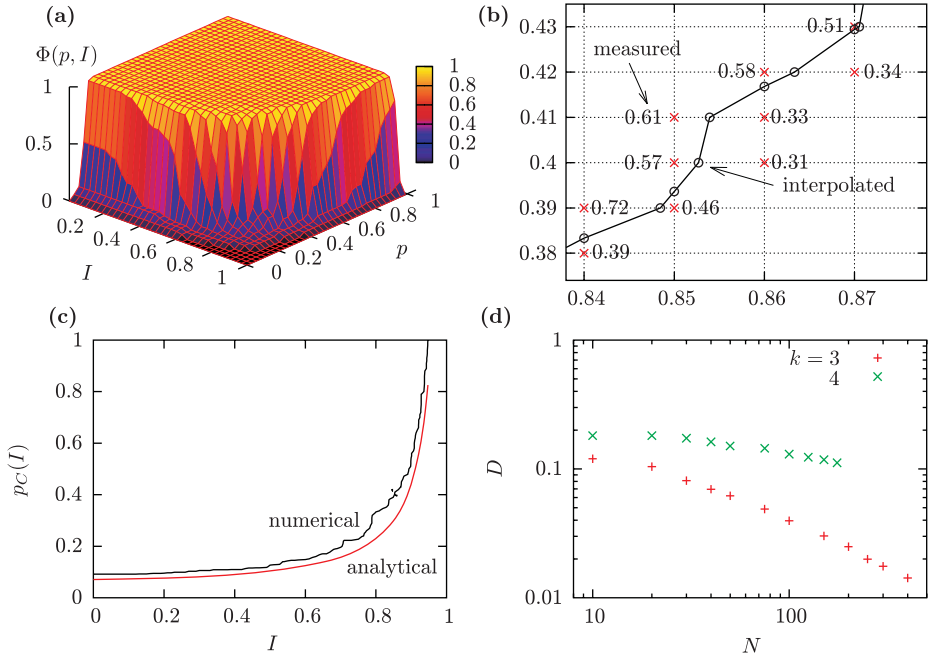 (a)
Φ(p, I)
1
0.5
0
0.2
0.4
0.6
0.8
1
I
0
0.2
0.4
0.6
0.8
1
p
1
0.8
0.6
0.4
0.2
0
(b)
0.43
0.42
0.41
0.4
0.39
0.38
0.84 0.85 0.86 0.87
measured
interpolated
0.51
0.58 0.34
0.61 0.33
0.57 0.31
0.72 0.46
0.39
(c)
1
0.8
0.6
0.4
0.2
0
p_C(I)
numerical
analytical
0 0.2 0.4 0.6 0.8 1
I
(d)
1
0.1
0.01
D
k = 3
4
10 100
N